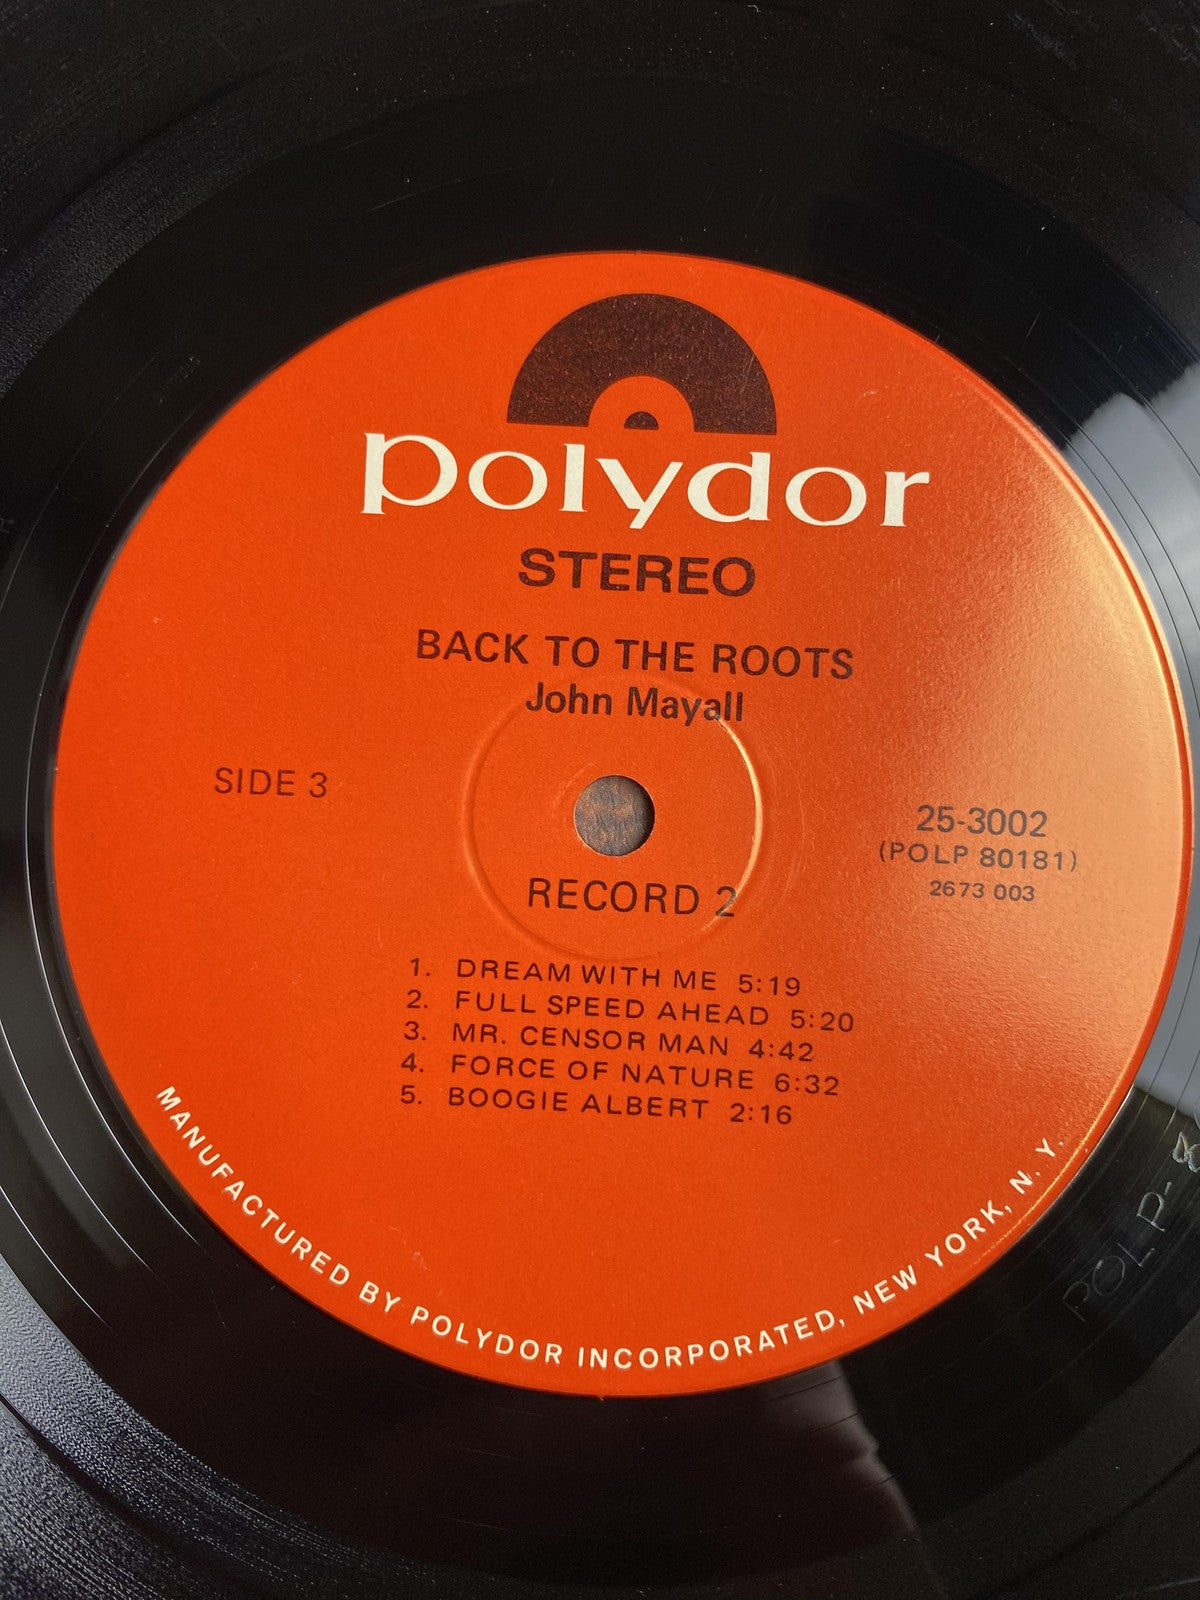 polydor
STEREO
BACK TO THE ROOTS
John Mayall
SIDE 3
25-3002
(POLP 80181)
2673 003
RECORD 2
1. DREAM WITH ME 5:19
2. FULL SPEED AHEAD 5:20
3. MR. CENSOR MAN 4:42
4. FORCE OF NATURE 6:32
5. BOOGIE ALBERT 2:16
MANUFACTURED BY POLYDOR INCORPORATED, NEW YORK, N. Y.
POLP-8